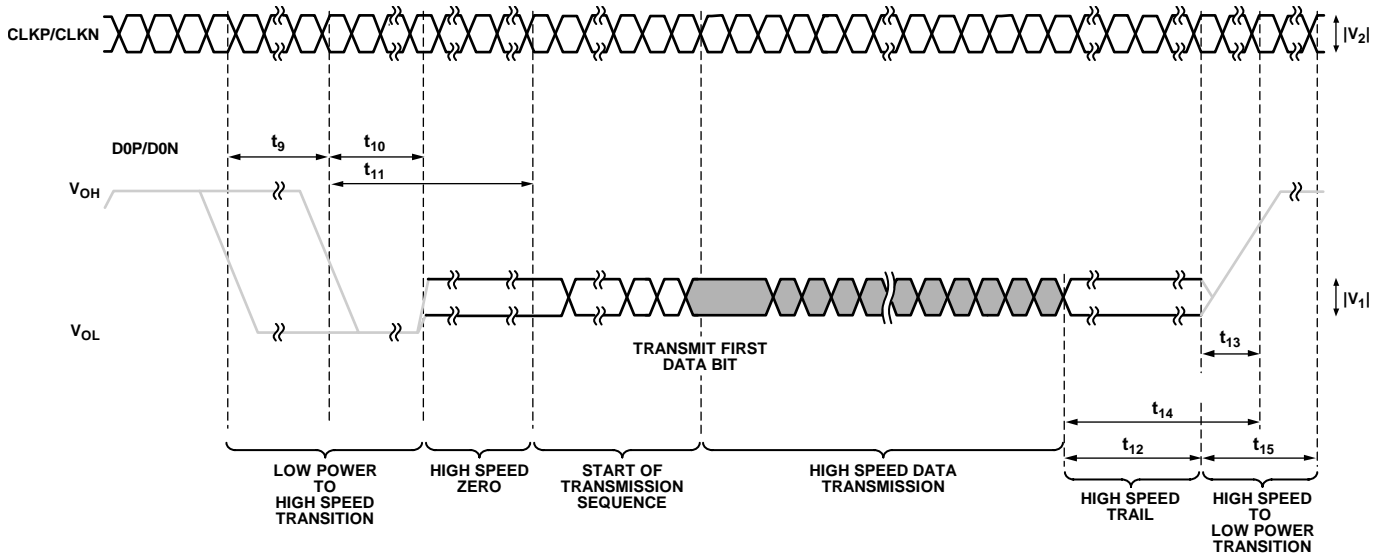 CLKP/CLKN
|V2|
D0P/D0N
t9
t10
t11
VOH
VOL
|V1|
TRANSMIT FIRST
DATA BIT
t13
t14
t12
t15
LOW POWER
TO
HIGH SPEED
TRANSITION
HIGH SPEED
ZERO
START OF
TRANSMISSION
SEQUENCE
HIGH SPEED DATA
TRANSMISSION
HIGH SPEED
TRAIL
HIGH SPEED
TO
LOW POWER
TRANSITION